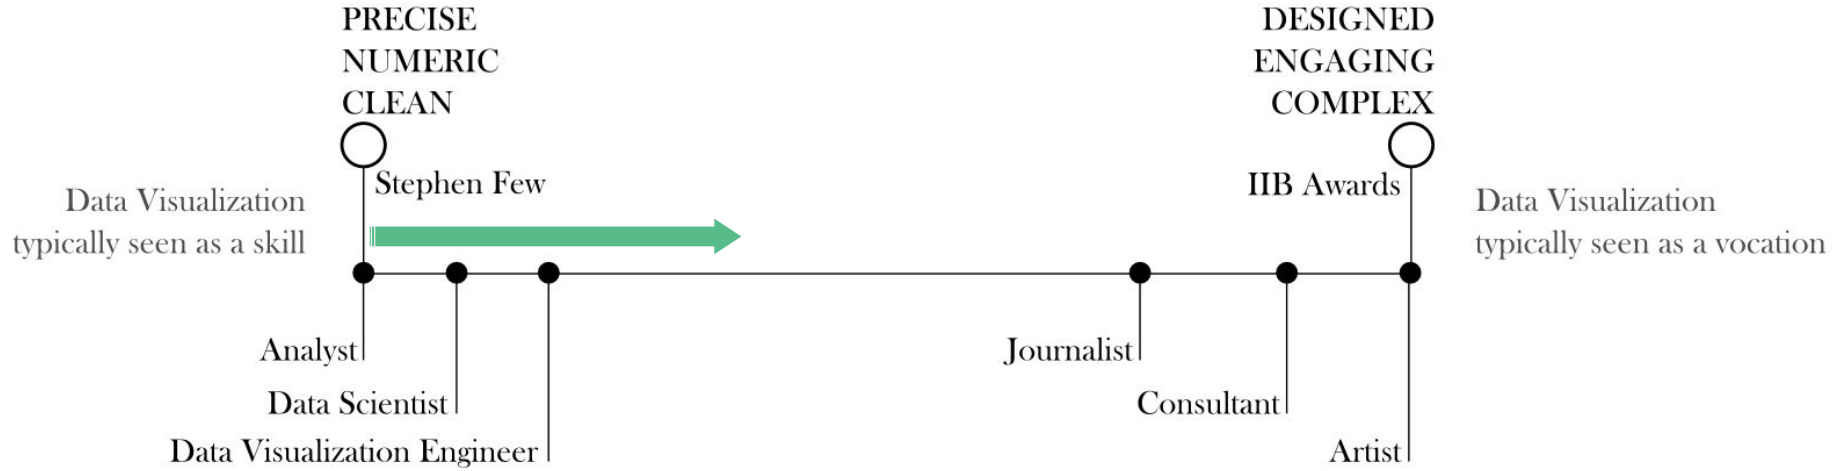 PRECISE
NUMERIC
CLEAN
DESIGNED
ENGAGING
COMPLEX
Stephen Few
IIB Awards
Data Visualization
typically seen as a skill
Data Visualization
typically seen as a vocation
Analyst
Data Scientist
Data Visualization Engineer
Journalist
Consultant
Artist